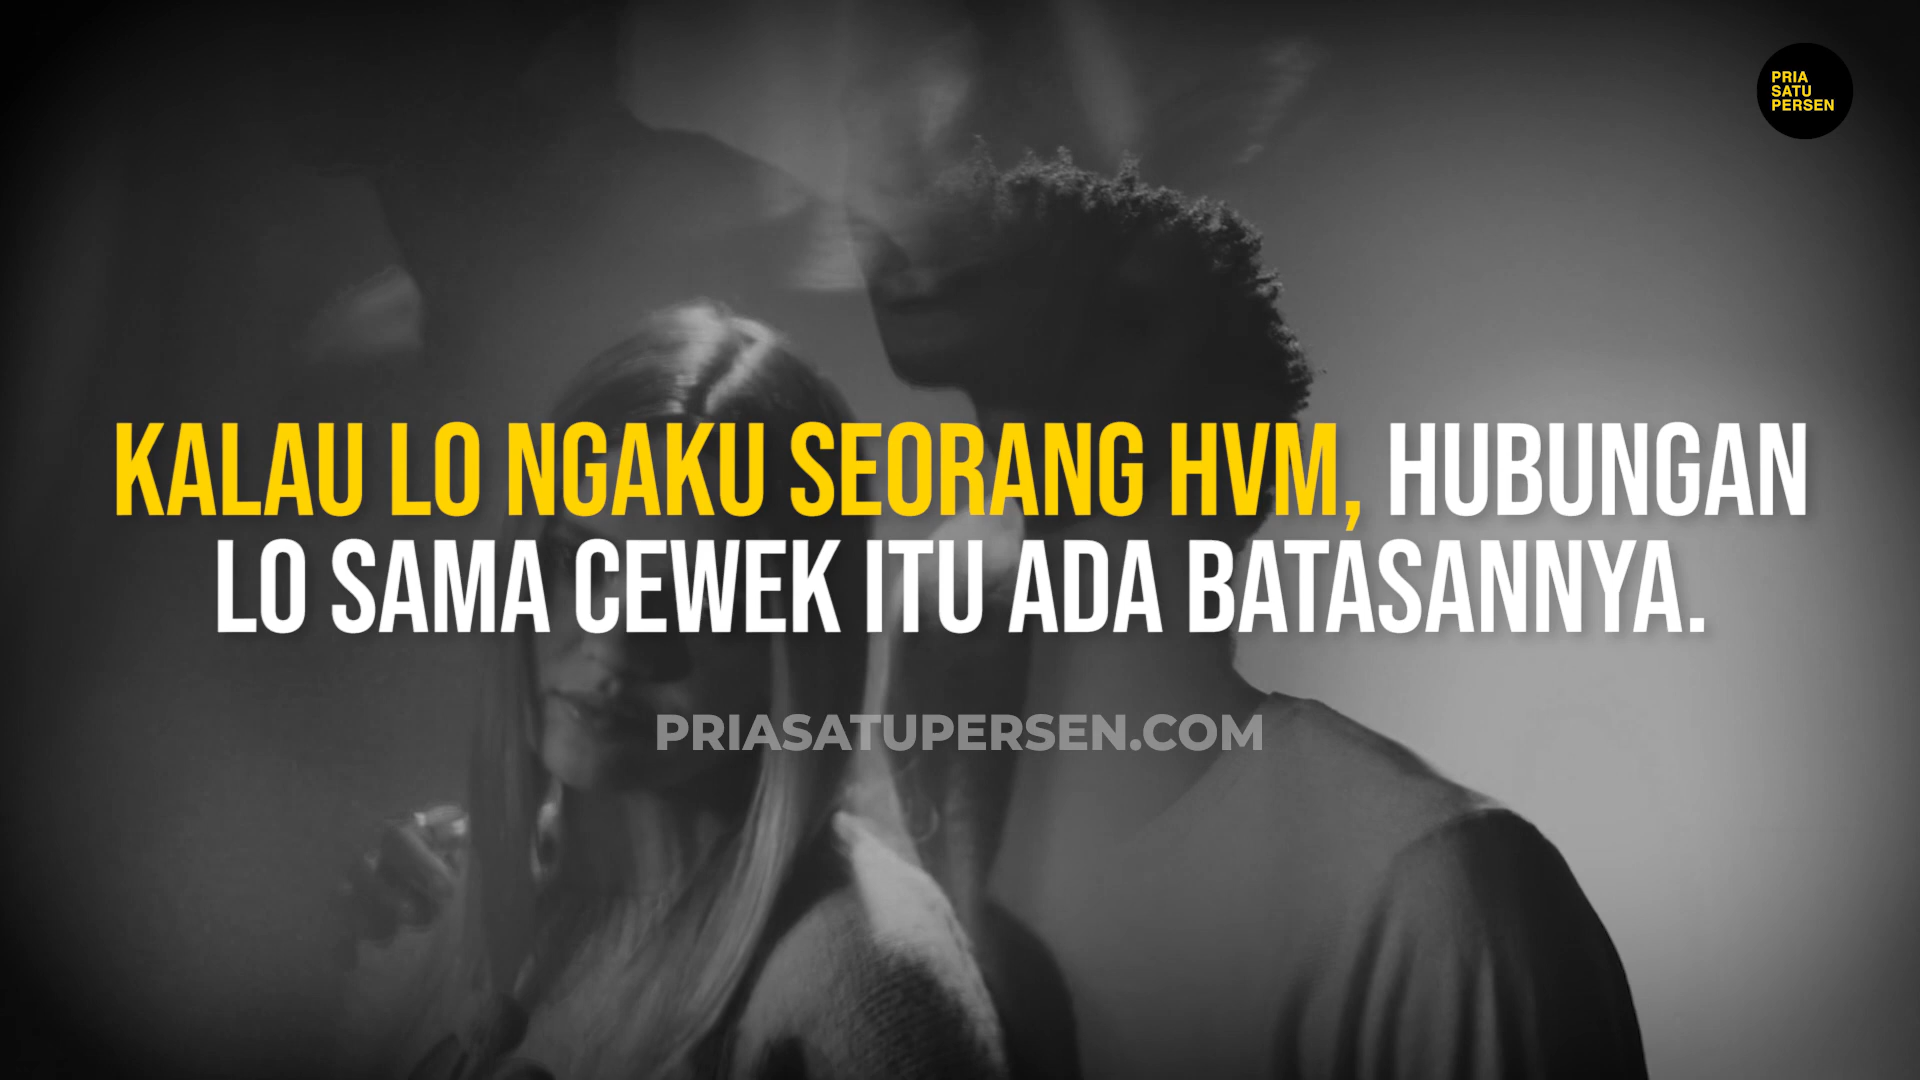 PRIA
SATU
PERSEN
KALAU LO NGAKU SEORANG HVM, HUBUNGAN
LO SAMA CEWEK ITU ADA BATASANNYA.
PRIASATUPERSEN.COM